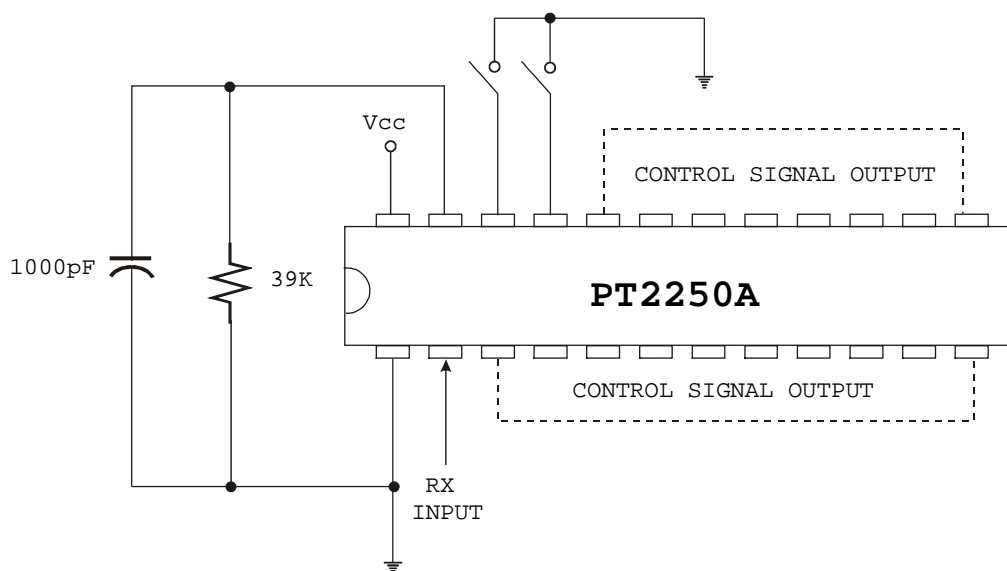 Vcc
CONTROL SIGNAL OUTPUT
1000pF
39K
PT2250A
CONTROL SIGNAL OUTPUT
RX
INPUT